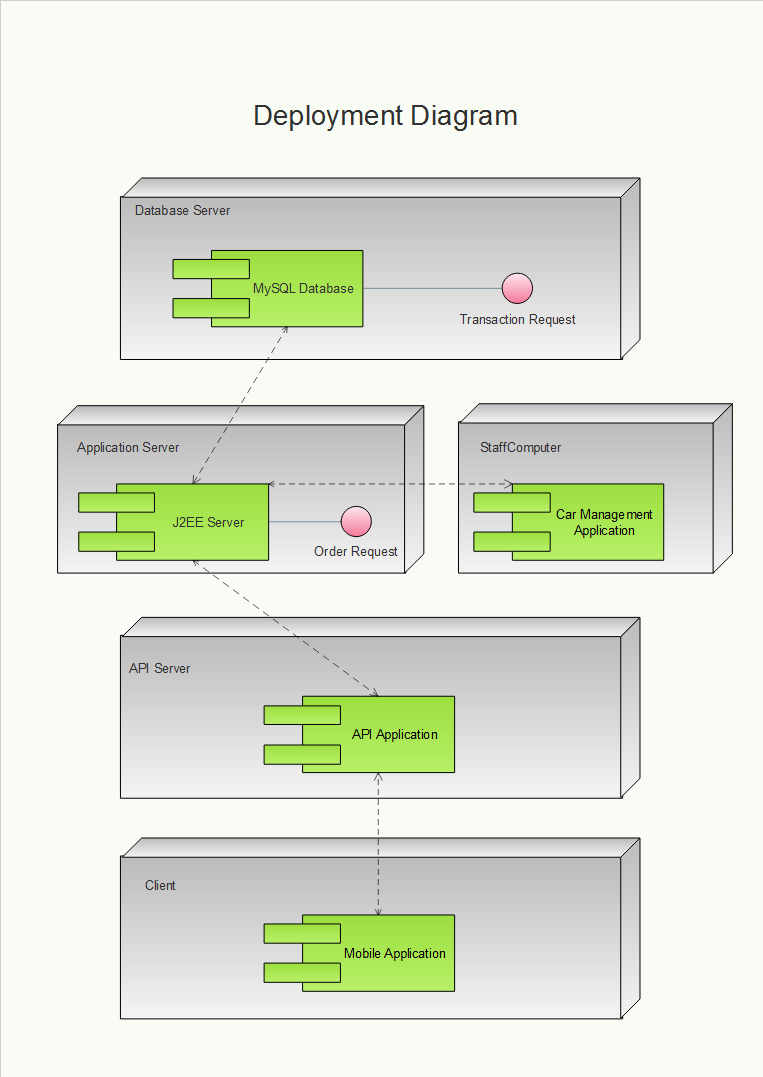 Deployment Diagram
Database Server
MySQL Database
Transaction Request
Application Server
J2EE Server
Order Request
StaffComputer
Car Management
Application
API Server
API Application
Client
Mobile Application